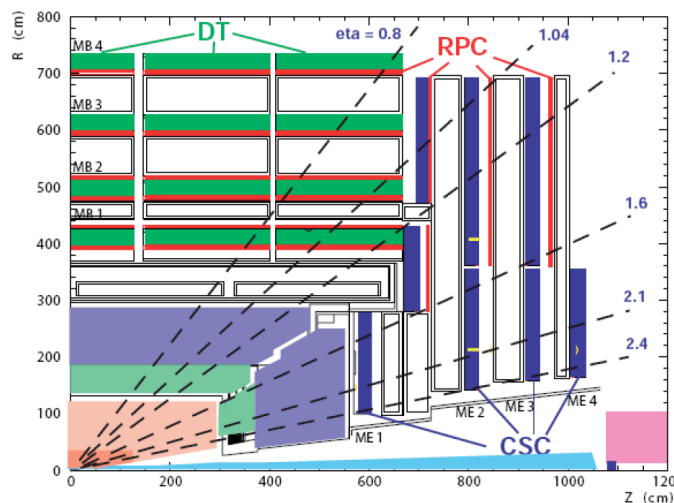 R (cm)
800
700
600
500
400
300
200
100
0
MB 4
MB 3
MB 2
MB 1
DT
eta = 0.8
RPC
1.04
1.2
1.6
2.1
2.4
ME 1
ME 2
ME 3
ME 4
CSC
0
200
400
600
800
1000
1200
Z (cm)